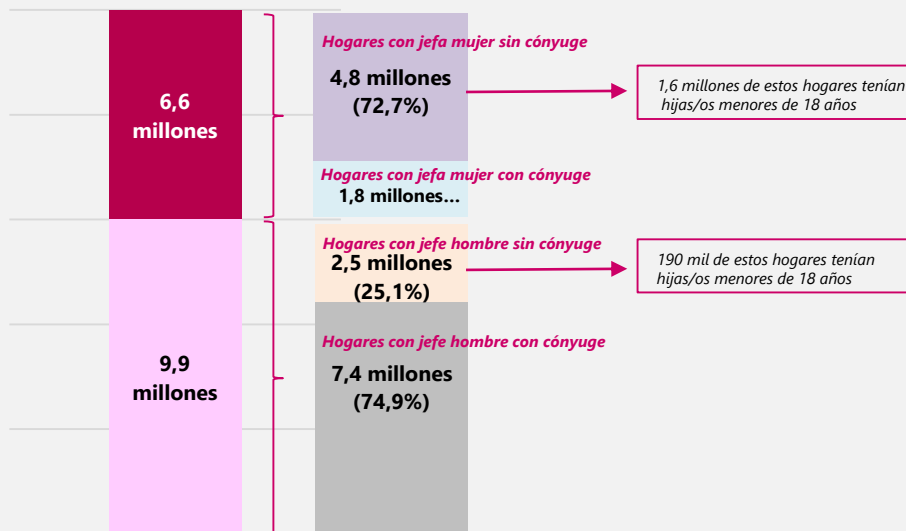 6,6
millones
Hogares con jefa mujer sin cónyuge
4,8 millones
(72,7%)
1,6 millones de estos hogares tenían
hijas/os menores de 18 años
Hogares con jefa mujer con cónyuge
1,8 millones...
9,9
millones
Hogares con jefe hombre sin cónyuge
2,5 millones
(25,1%)
190 mil de estos hogares tenían
hijas/os menores de 18 años
Hogares con jefe hombre con cónyuge
7,4 millones
(74,9%)